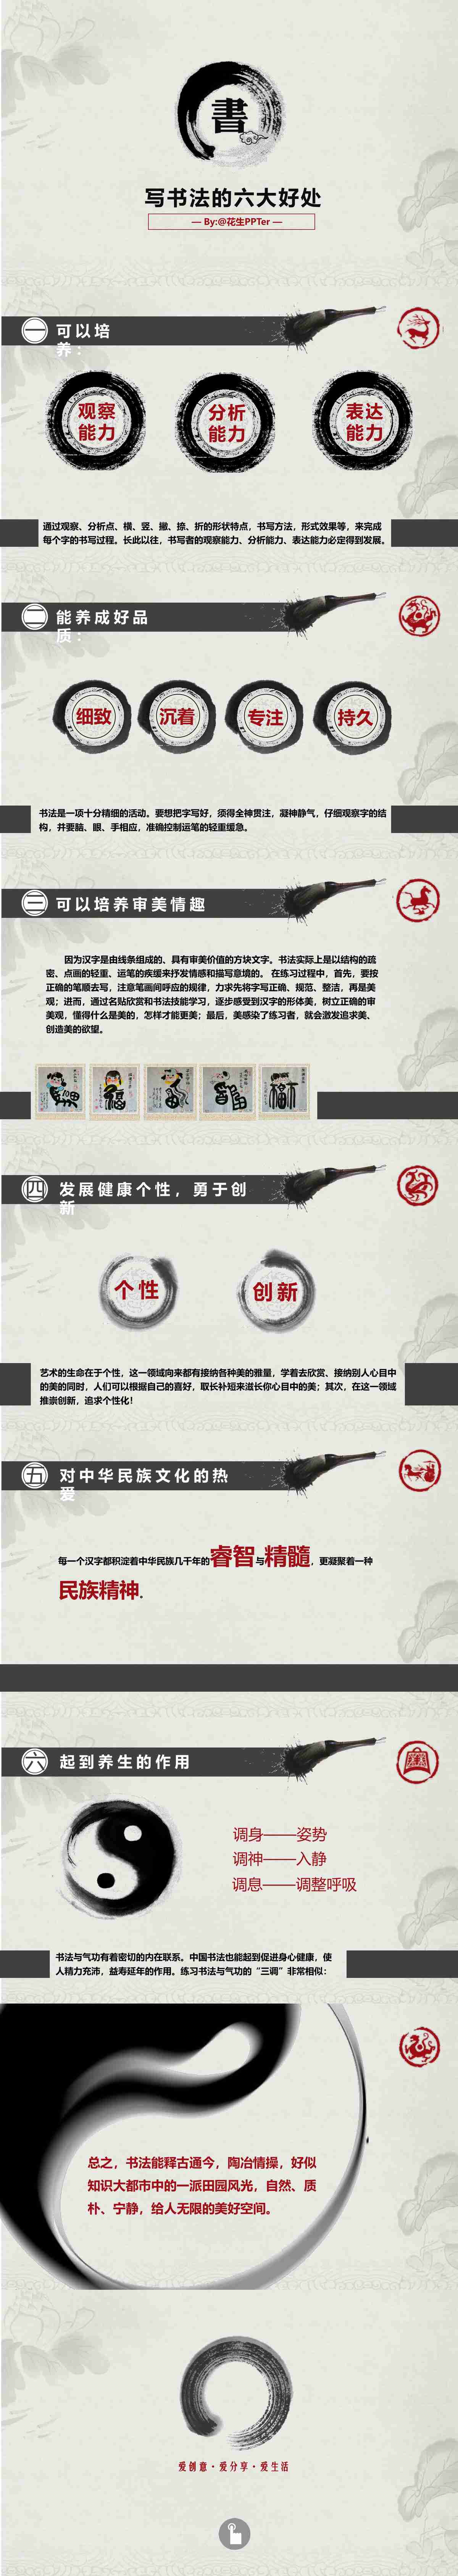 書
写书法的六大好处
— By:@花生PPTer —
一 可以培
养：
观察
能力
分析
能力
表达
能力
通过观察、分析点、横、竖、撇、捺、折的形状特点，书写方法，形式效果等，来完成
每个字的书写过程。长此以往，书写者的观察能力、分析能力、表达能力必定得到发展。
二 能养成好品
质：
细致
沉着
专注
持久
书法是一项十分精细的活动。要想把字写好，须得全神贯注，凝神静气，仔细观察字的结
构，并要脑、眼、手相应，准确控制运笔的轻重缓急。
三 可以培养审美情趣
因为汉字是由线条组成的、具有审美价值的方块文字。书法实际上是以结构的疏
密、点画的轻重、运笔的疾缓来抒发情感和描写意境的。 在练习过程中，首先，要按
正确的笔顺去写，注意笔画间呼应的规律，力求先将字写正确、规范、整洁，再是美
观；进而，通过名贴欣赏和书法技能学习，逐步感受到汉字的形体美，树立正确的审
美观，懂得什么是美的，怎样才能更美；最后，美感染了练习者，就会激发追求美、
创造美的欲望。
四 发展健康个性，勇于创
新
个性
创新
艺术的生命在于个性，这一领域向来都有接纳各种美的雅量，学着去欣赏、接纳别人心目中
的美的同时，人们可以根据自己的喜好，取长补短来滋长你心目中的美；其次，在这一领域
推崇创新，追求个性化！
五 对中华民族文化的热
爱
每一个汉字都积淀着中华民族几千年的睿智与精髓，更凝聚着一种
民族精神。
六 起到养生的作用
调身——姿势
调神——入静
调息——调整呼吸
书法与气功有着密切的内在联系。中国书法也能起到促进身心健康，使
人精力充沛，益寿延年的作用。练习书法与气功的“三调”非常相似：
总之，书法能释古通今，陶冶情操，好似
知识大都市中的一派田园风光，自然、质
朴、宁静，给人无限的美好空间。
爱创意·爱分享·爱生活